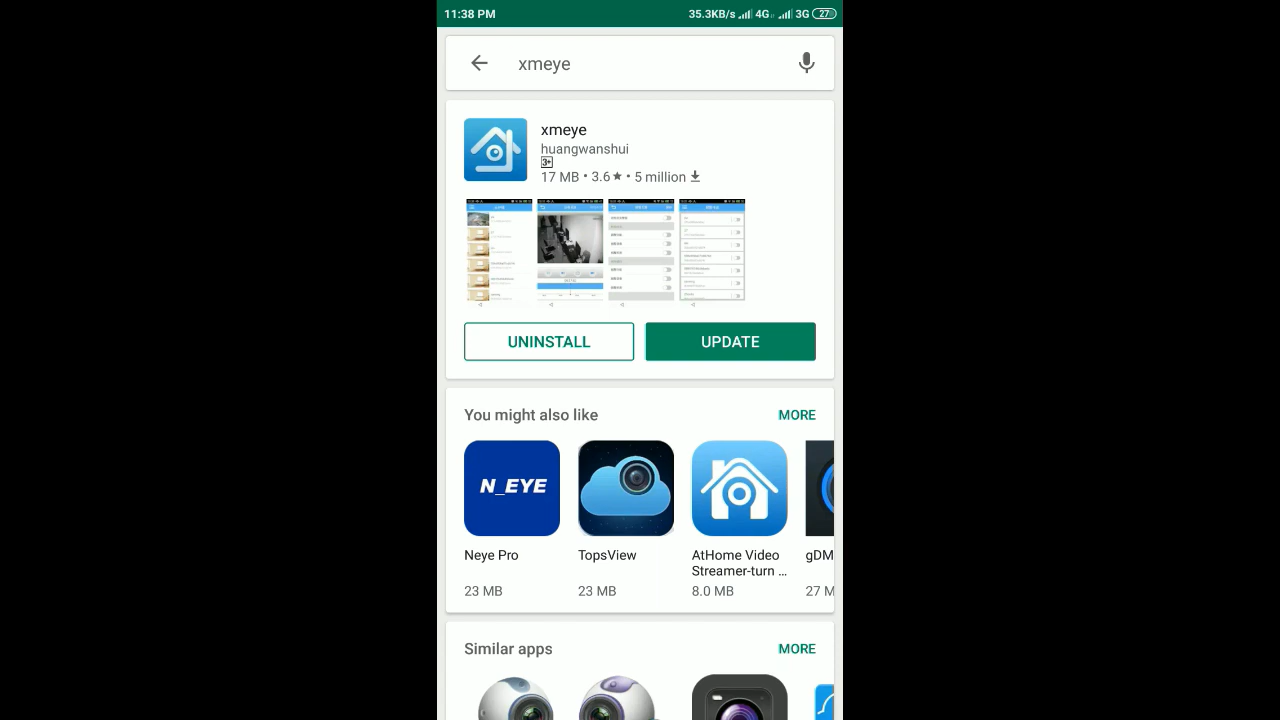 11:38 PM 35.3KB/s 4G 3G 27
xmeye
xmeye
huangwanshui
3+
17 MB • 3.6★ • 5 million
UNINSTALL UPDATE
You might also like MORE
N_EYE
Neye Pro TopsView AtHome Video gDM
Streamer-turn ...
23 MB 23 MB 8.0 MB 27 M
Similar apps MORE